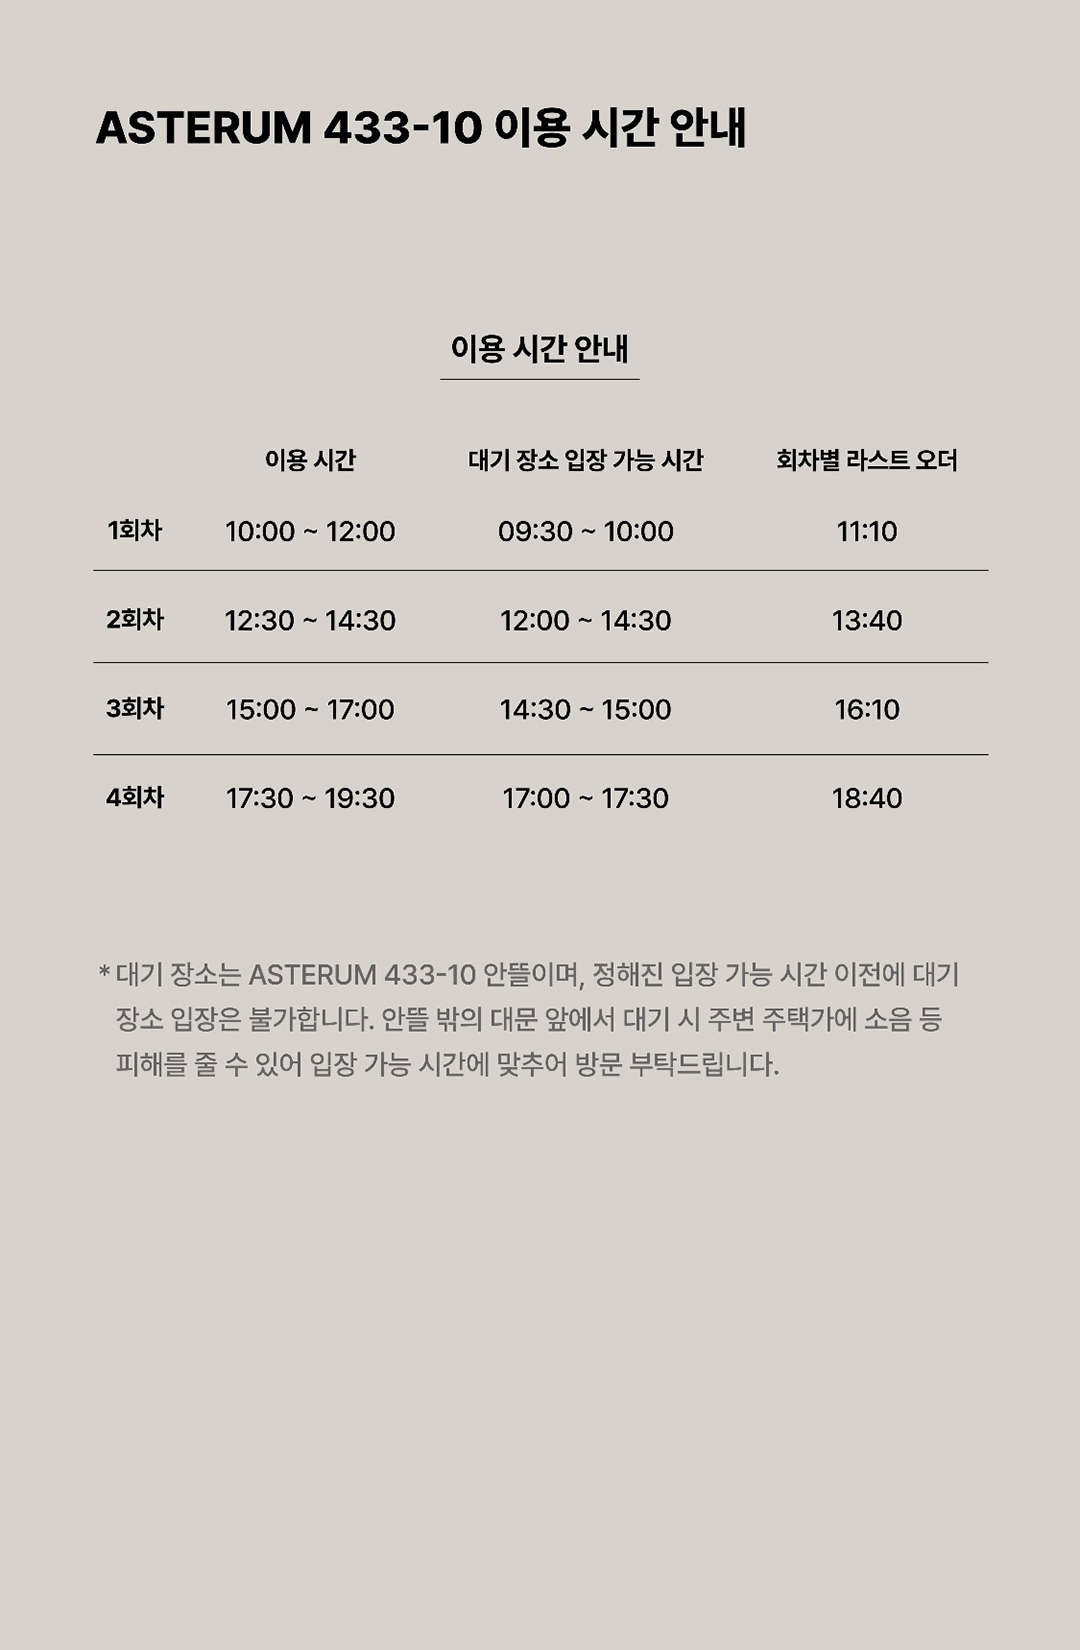 ASTERUM 433-10 이용 시간 안내
이용 시간 안내
이용 시간 대기 장소 입장 가능 시간 회차별 라스트 오더
1회차 10:00 ~ 12:00 09:30 ~ 10:00 11:10
2회차 12:30 ~ 14:30 12:00 ~ 14:30 13:40
3회차 15:00 ~ 17:00 14:30 ~ 15:00 16:10
4회차 17:30 ~ 19:30 17:00 ~ 17:30 18:40
* 대기 장소는 ASTERUM 433-10 안뜰이며, 정해진 입장 가능 시간 이전에 대기
장소 입장은 불가합니다. 안뜰 밖의 대문 앞에서 대기 시 주변 주택가에 소음 등
피해를 줄 수 있어 입장 가능 시간에 맞추어 방문 부탁드립니다.